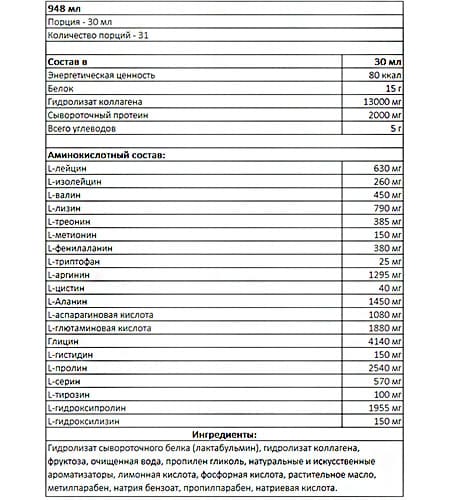 948 мл
Порция - 30 мл
Количество порций - 31
Состав в 30 мл
Энергетическая ценность 80 ккал
Белок 15 г
Гидролизат коллагена 13000 мг
Сывороточный протеин 2000 мг
Всего углеводов 5 г
Аминокислотный состав:
L-лейцин 630 мг
L-изолейцин 260 мг
L-валин 450 мг
L-лизин 790 мг
L-треонин 385 мг
L-метионин 150 мг
L-фенилаланин 380 мг
L-триптофан 25 мг
L-аргинин 1295 мг
L-цистин 40 мг
L-Аланин 1450 мг
L-аспарагиновая кислота 1080 мг
L-глютаминовая кислота 1880 мг
Глицин 4140 мг
L-гистидин 150 мг
L-пролин 2540 мг
L-серин 570 мг
L-тирозин 100 мг
L-гидроксипролин 1955 мг
L-гидроксилизин 150 мг
Ингредиенты:
Гидролизат сывороточного белка (лактабульмин), гидролизат коллагена,
фруктоза, очищенная вода, пропилен гликоль, натуральные и искусственные
ароматизаторы, лимонная кислота, фосфорная кислота, растительное масло,
метилпарабен, натрия бензоат, пропилпарабен, натриевая кислота.